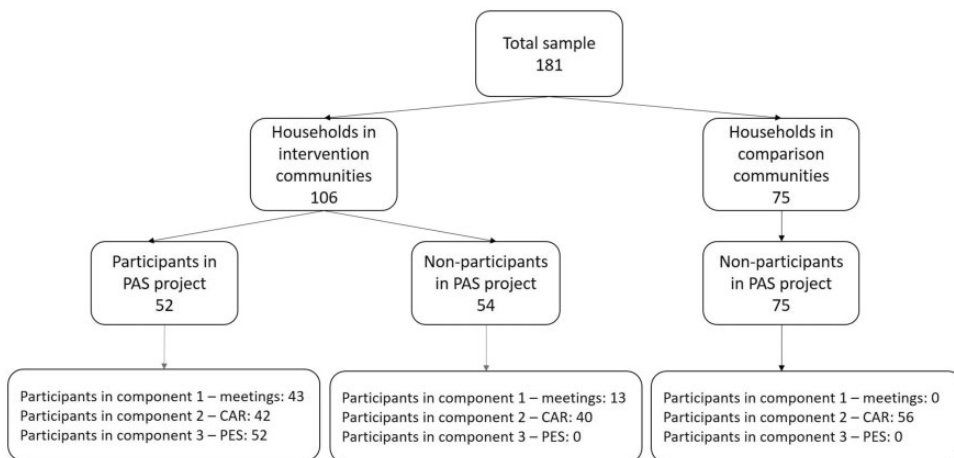 Total sample
181
Households in
intervention
communities
106
Households in
comparison
communities
75
Participants in
PAS project
52
Non-participants
in PAS project
54
Non-participants
in PAS project
75
Participants in component 1 – meetings: 43
Participants in component 2 – CAR: 42
Participants in component 3 – PES: 52
Participants in component 1 – meetings: 13
Participants in component 2 – CAR: 40
Participants in component 3 – PES: 0
Participants in component 1 – meetings: 0
Participants in component 2 – CAR: 56
Participants in component 3 – PES: 0